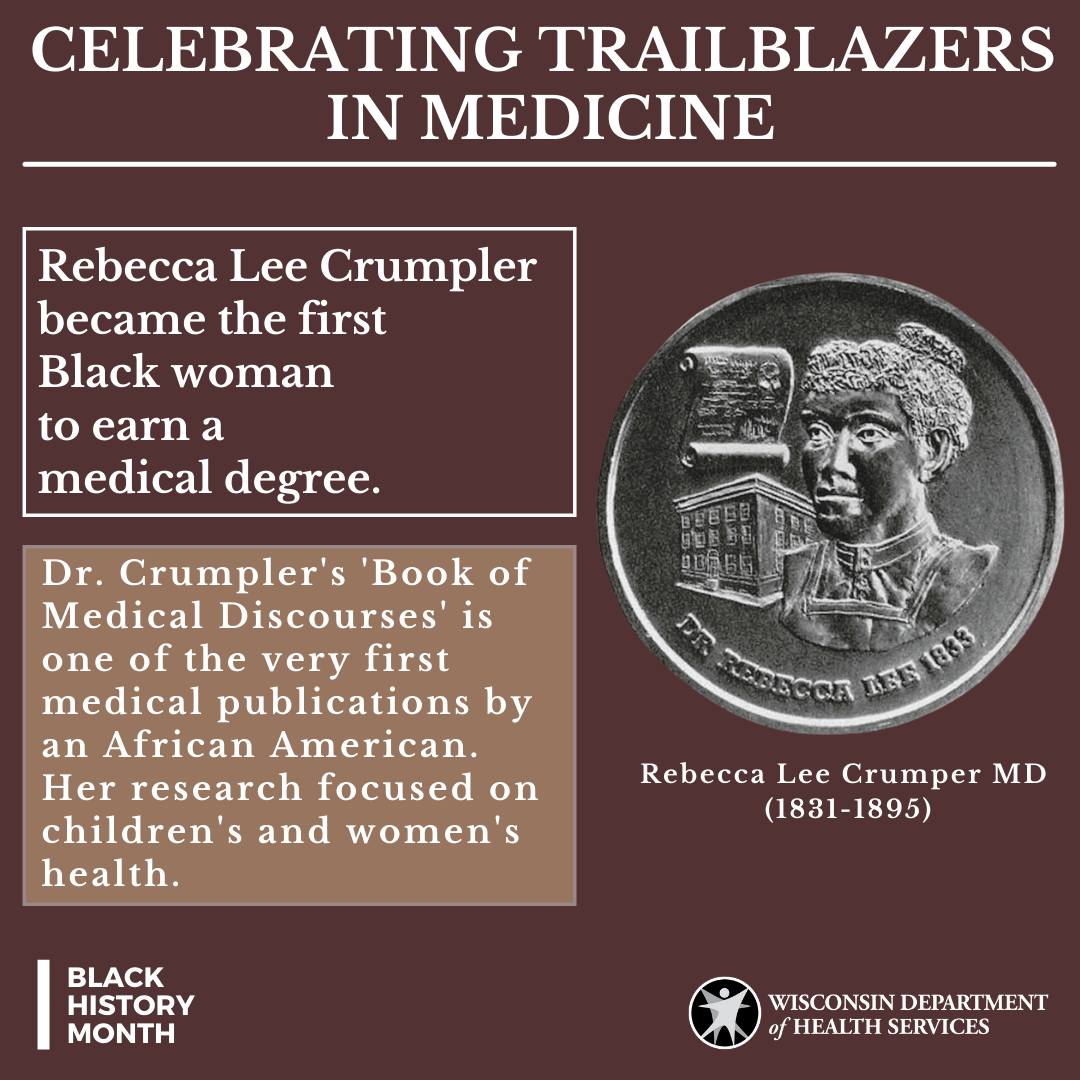 CELEBRATING TRAILBLAZERS
IN MEDICINE
Rebecca Lee Crumpler
became the first
Black woman
to earn a
medical degree.
Dr. Crumpler's 'Book of
Medical Discourses' is
one of the very first
medical publications by
an African American.
Her research focused on
children's and women's
health.
DR REBECCA LEE 1833
Rebecca Lee Crumper MD
(1831-1895)
BLACK
HISTORY
MONTH
WISCONSIN DEPARTMENT
of HEALTH SERVICES